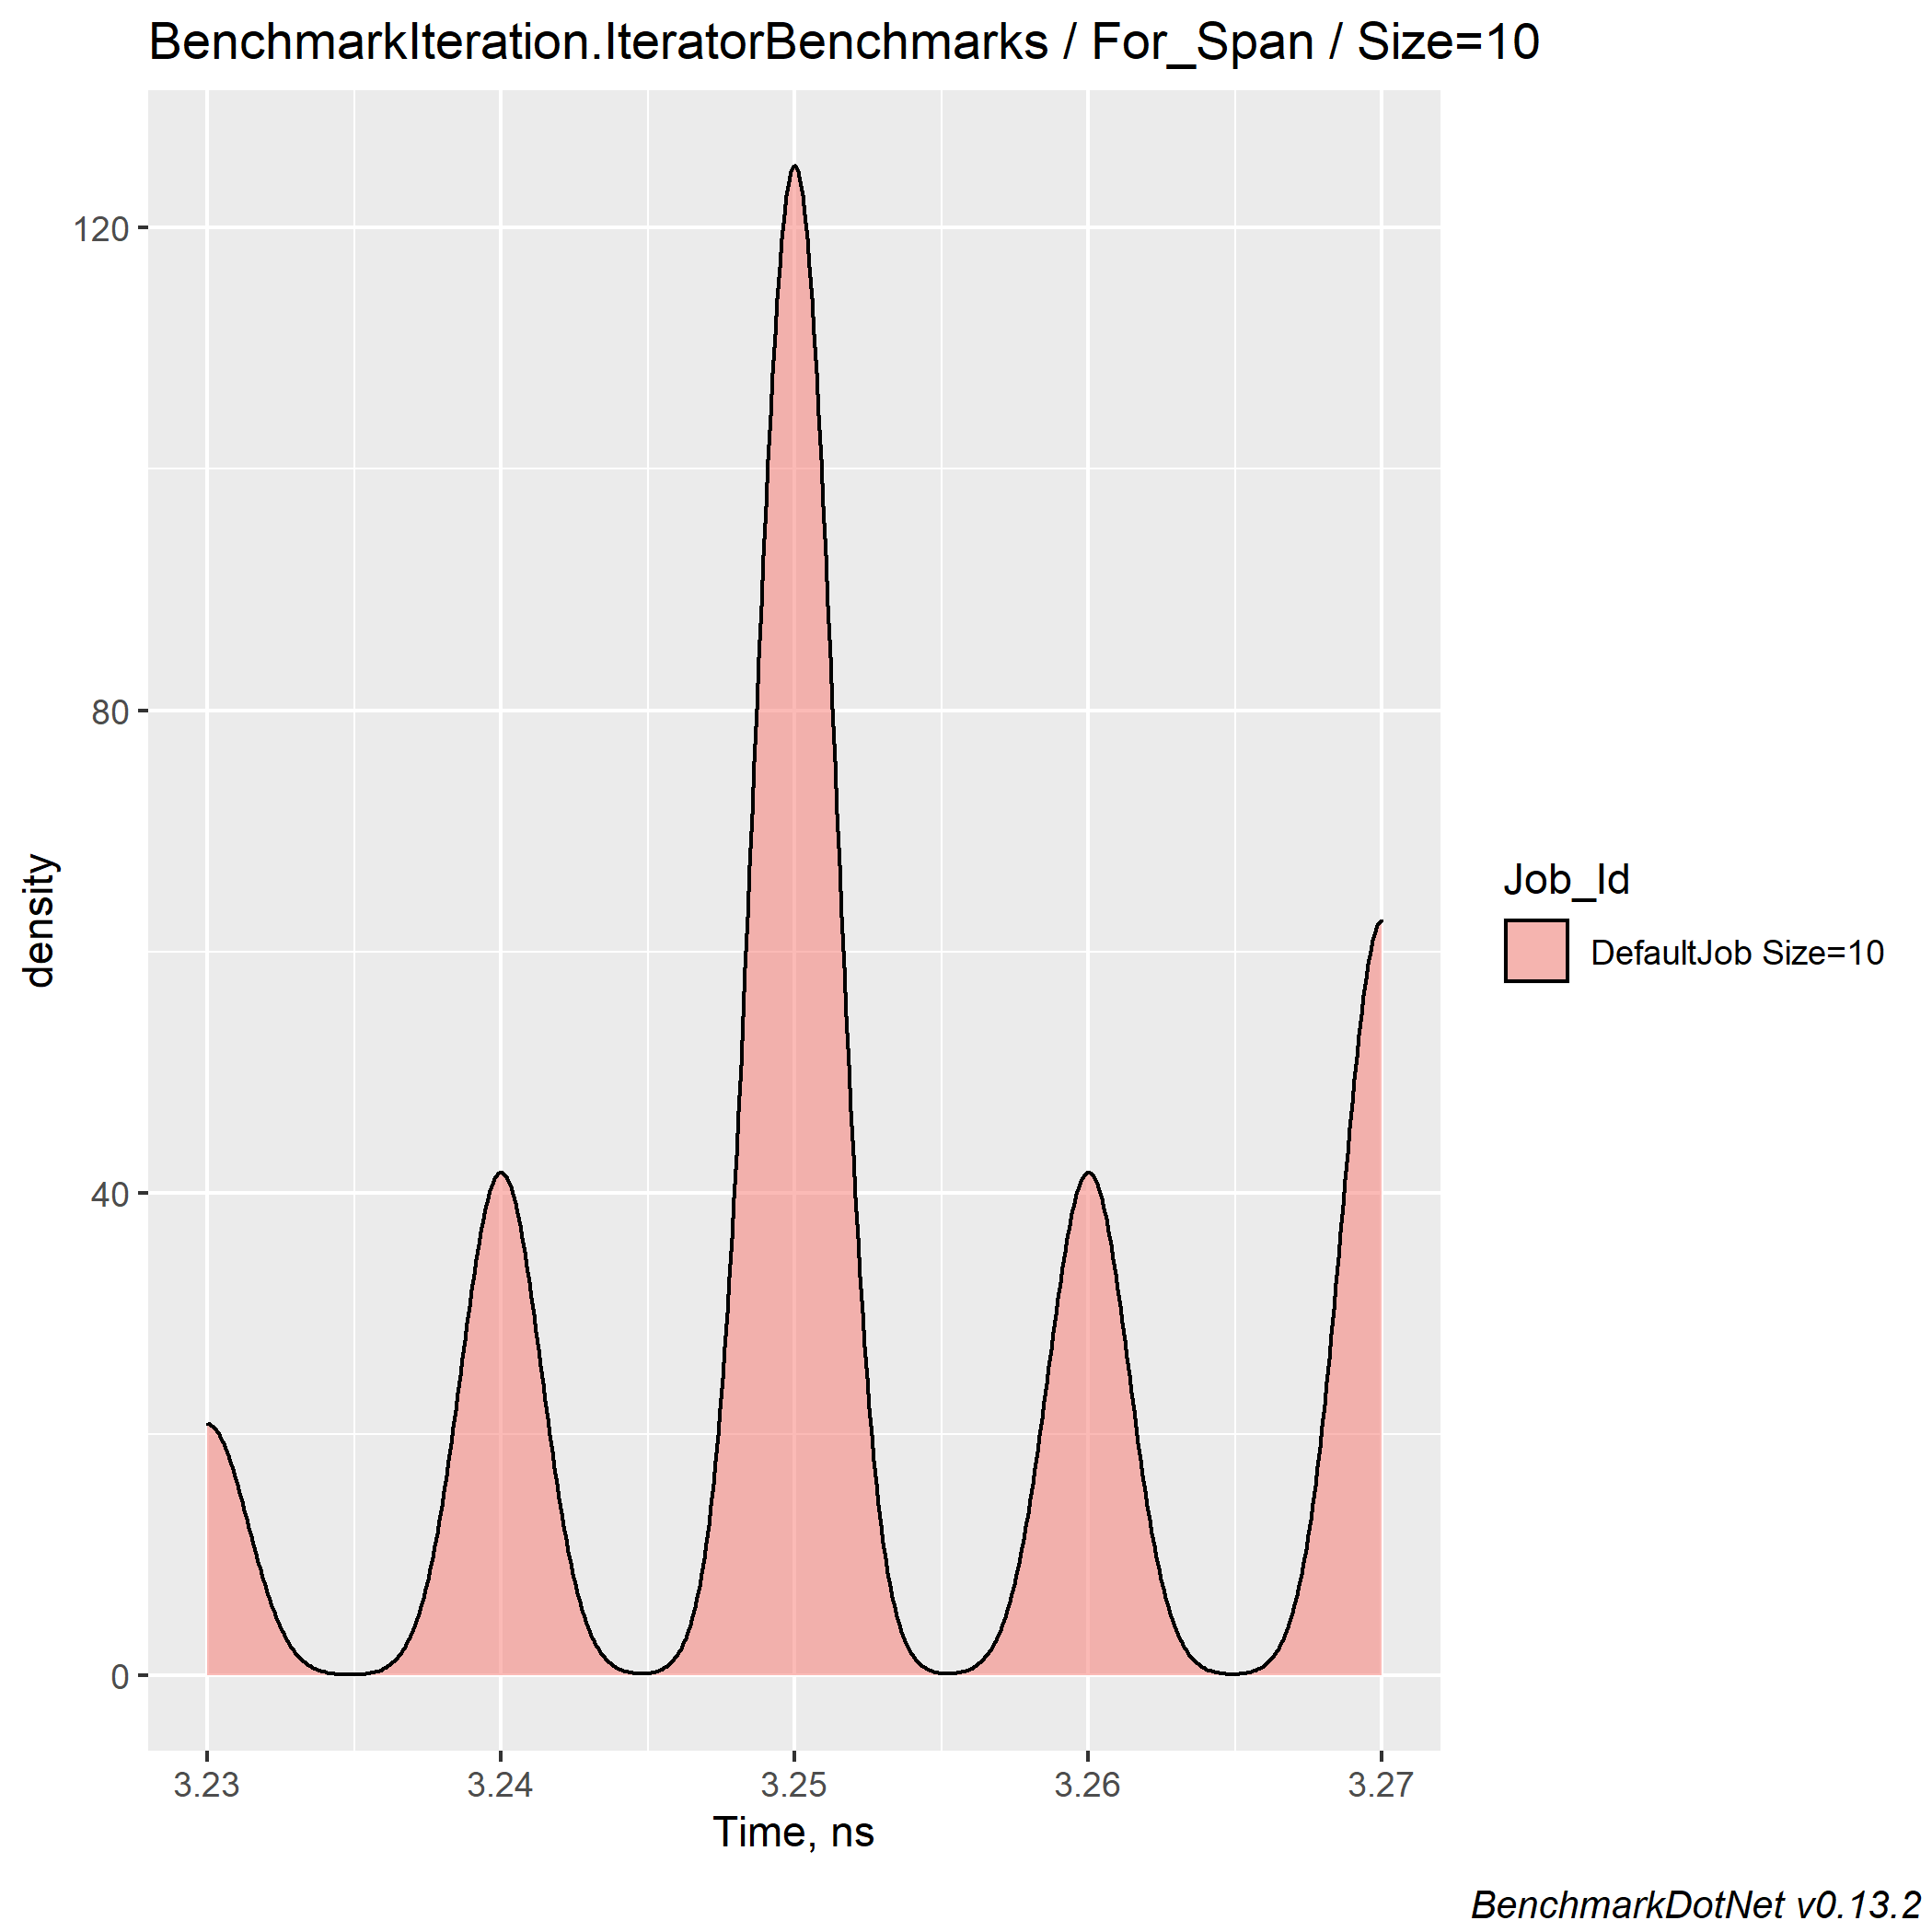 BenchmarkIteration.IteratorBenchmarks / For_Span / Size=10
120
80
40
0
density
3.23 3.24 3.25 3.26 3.27
Time, ns
Job_Id
DefaultJob Size=10
BenchmarkDotNet v0.13.2